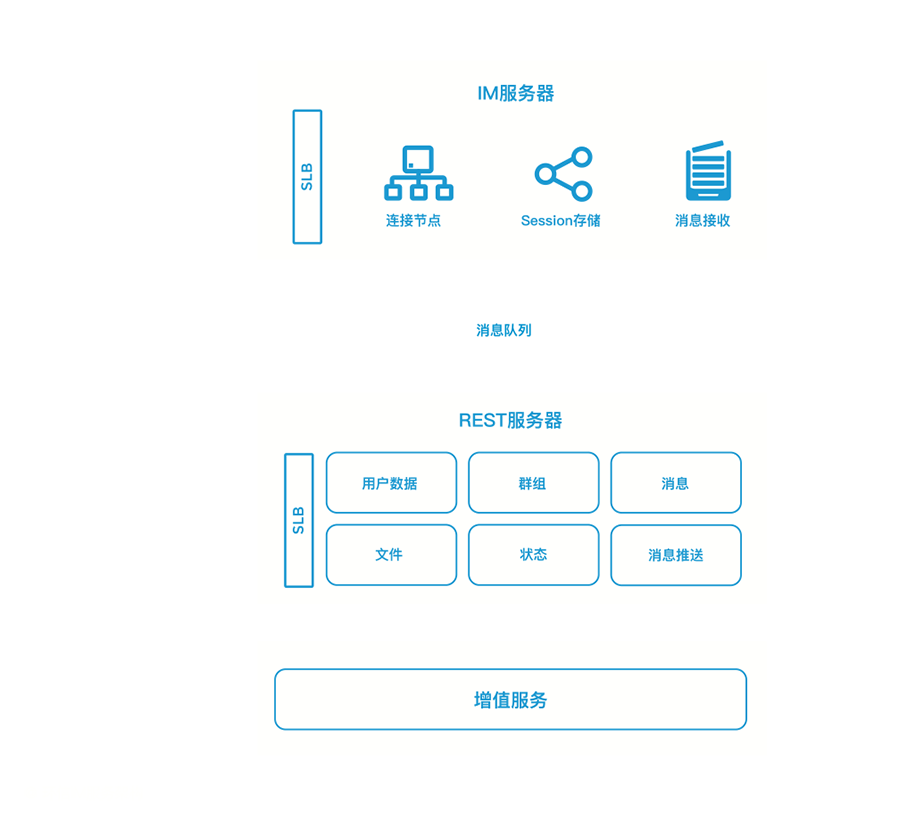 IM服务器
SLB
连接节点
Session存储
消息接收
消息队列
REST服务器
SLB
用户数据
群组
消息
文件
状态
消息推送
增值服务